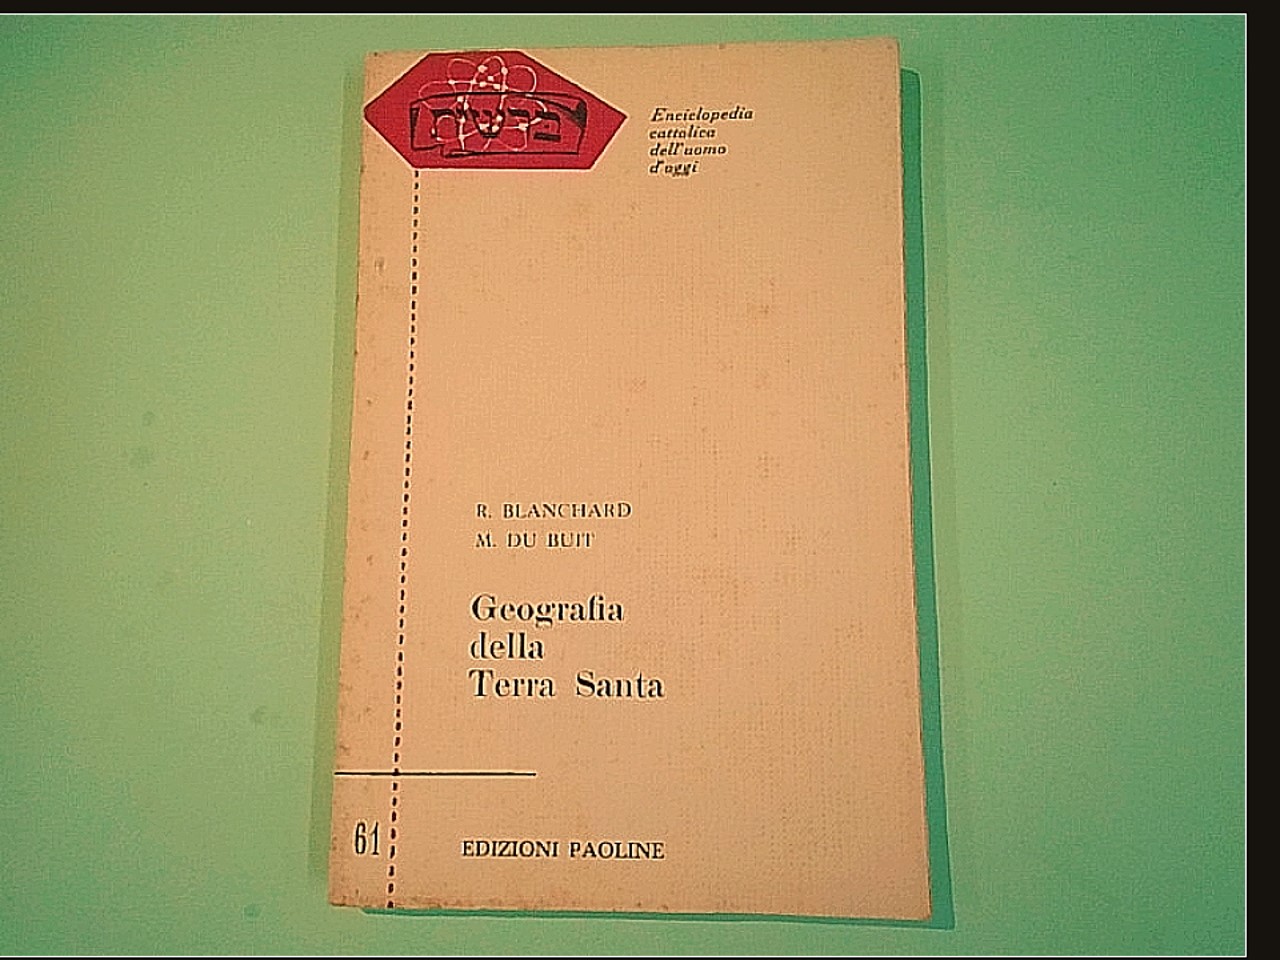 Enciclopedia
cattolica
dell'uomo
d'oggi
R. BLANCHARD
M. DU BUIT
Geografia
della
Terra Santa
61
EDIZIONI PAOLINE